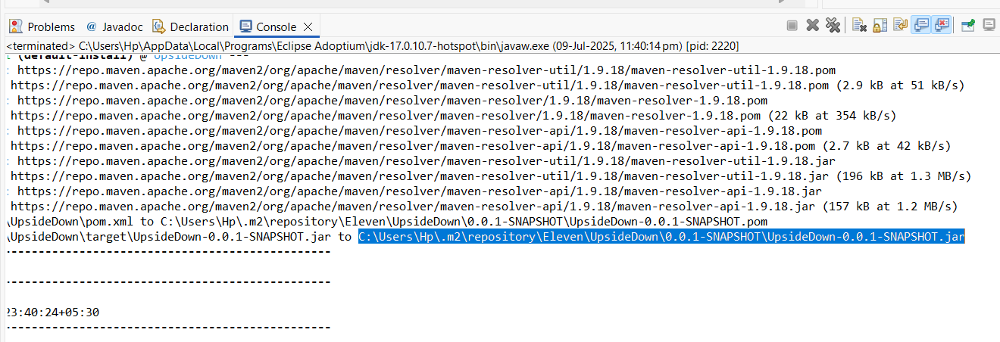 Problems @ Javadoc Declaration Console
<terminated> C:\Users\Hp\AppData\Local\Programs\Eclipse Adoptium\jdk-17.0.10.7-hotspot\bin\javaw.exe (09-Jul-2025, 11:40:14 pm) [pid: 2220]
(default-install) @ UpsideDown ---
: https://repo.maven.apache.org/maven2/org/apache/maven/resolver/maven-resolver-util/1.9.18/maven-resolver-util-1.9.18.pom
https://repo.maven.apache.org/maven2/org/apache/maven/resolver/maven-resolver-util/1.9.18/maven-resolver-util-1.9.18.pom (2.9 kB at 51 kB/s)
: https://repo.maven.apache.org/maven2/org/apache/maven/resolver/maven-resolver/1.9.18/maven-resolver-1.9.18.pom
https://repo.maven.apache.org/maven2/org/apache/maven/resolver/maven-resolver/1.9.18/maven-resolver-1.9.18.pom (22 kB at 354 kB/s)
: https://repo.maven.apache.org/maven2/org/apache/maven/resolver/maven-resolver-api/1.9.18/maven-resolver-api-1.9.18.pom
https://repo.maven.apache.org/maven2/org/apache/maven/resolver/maven-resolver-api/1.9.18/maven-resolver-api-1.9.18.pom (2.7 kB at 42 kB/s)
: https://repo.maven.apache.org/maven2/org/apache/maven/resolver/maven-resolver-util/1.9.18/maven-resolver-util-1.9.18.jar
https://repo.maven.apache.org/maven2/org/apache/maven/resolver/maven-resolver-util/1.9.18/maven-resolver-util-1.9.18.jar (196 kB at 1.3 MB/s)
: https://repo.maven.apache.org/maven2/org/apache/maven/resolver/maven-resolver-api/1.9.18/maven-resolver-api-1.9.18.jar
https://repo.maven.apache.org/maven2/org/apache/maven/resolver/maven-resolver-api/1.9.18/maven-resolver-api-1.9.18.jar (157 kB at 1.2 MB/s)
\UpsideDown\pom.xml to C:\Users\Hp\.m2\repository\Eleven\UpsideDown\0.0.1-SNAPSHOT\UpsideDown-0.0.1-SNAPSHOT.pom
\UpsideDown\target\UpsideDown-0.0.1-SNAPSHOT.jar to C:\Users\Hp\.m2\repository\Eleven\UpsideDown\0.0.1-SNAPSHOT\UpsideDown-0.0.1-SNAPSHOT.jar
------------------------------------------------
------------------------------------------------
23:40:24+05:30
------------------------------------------------